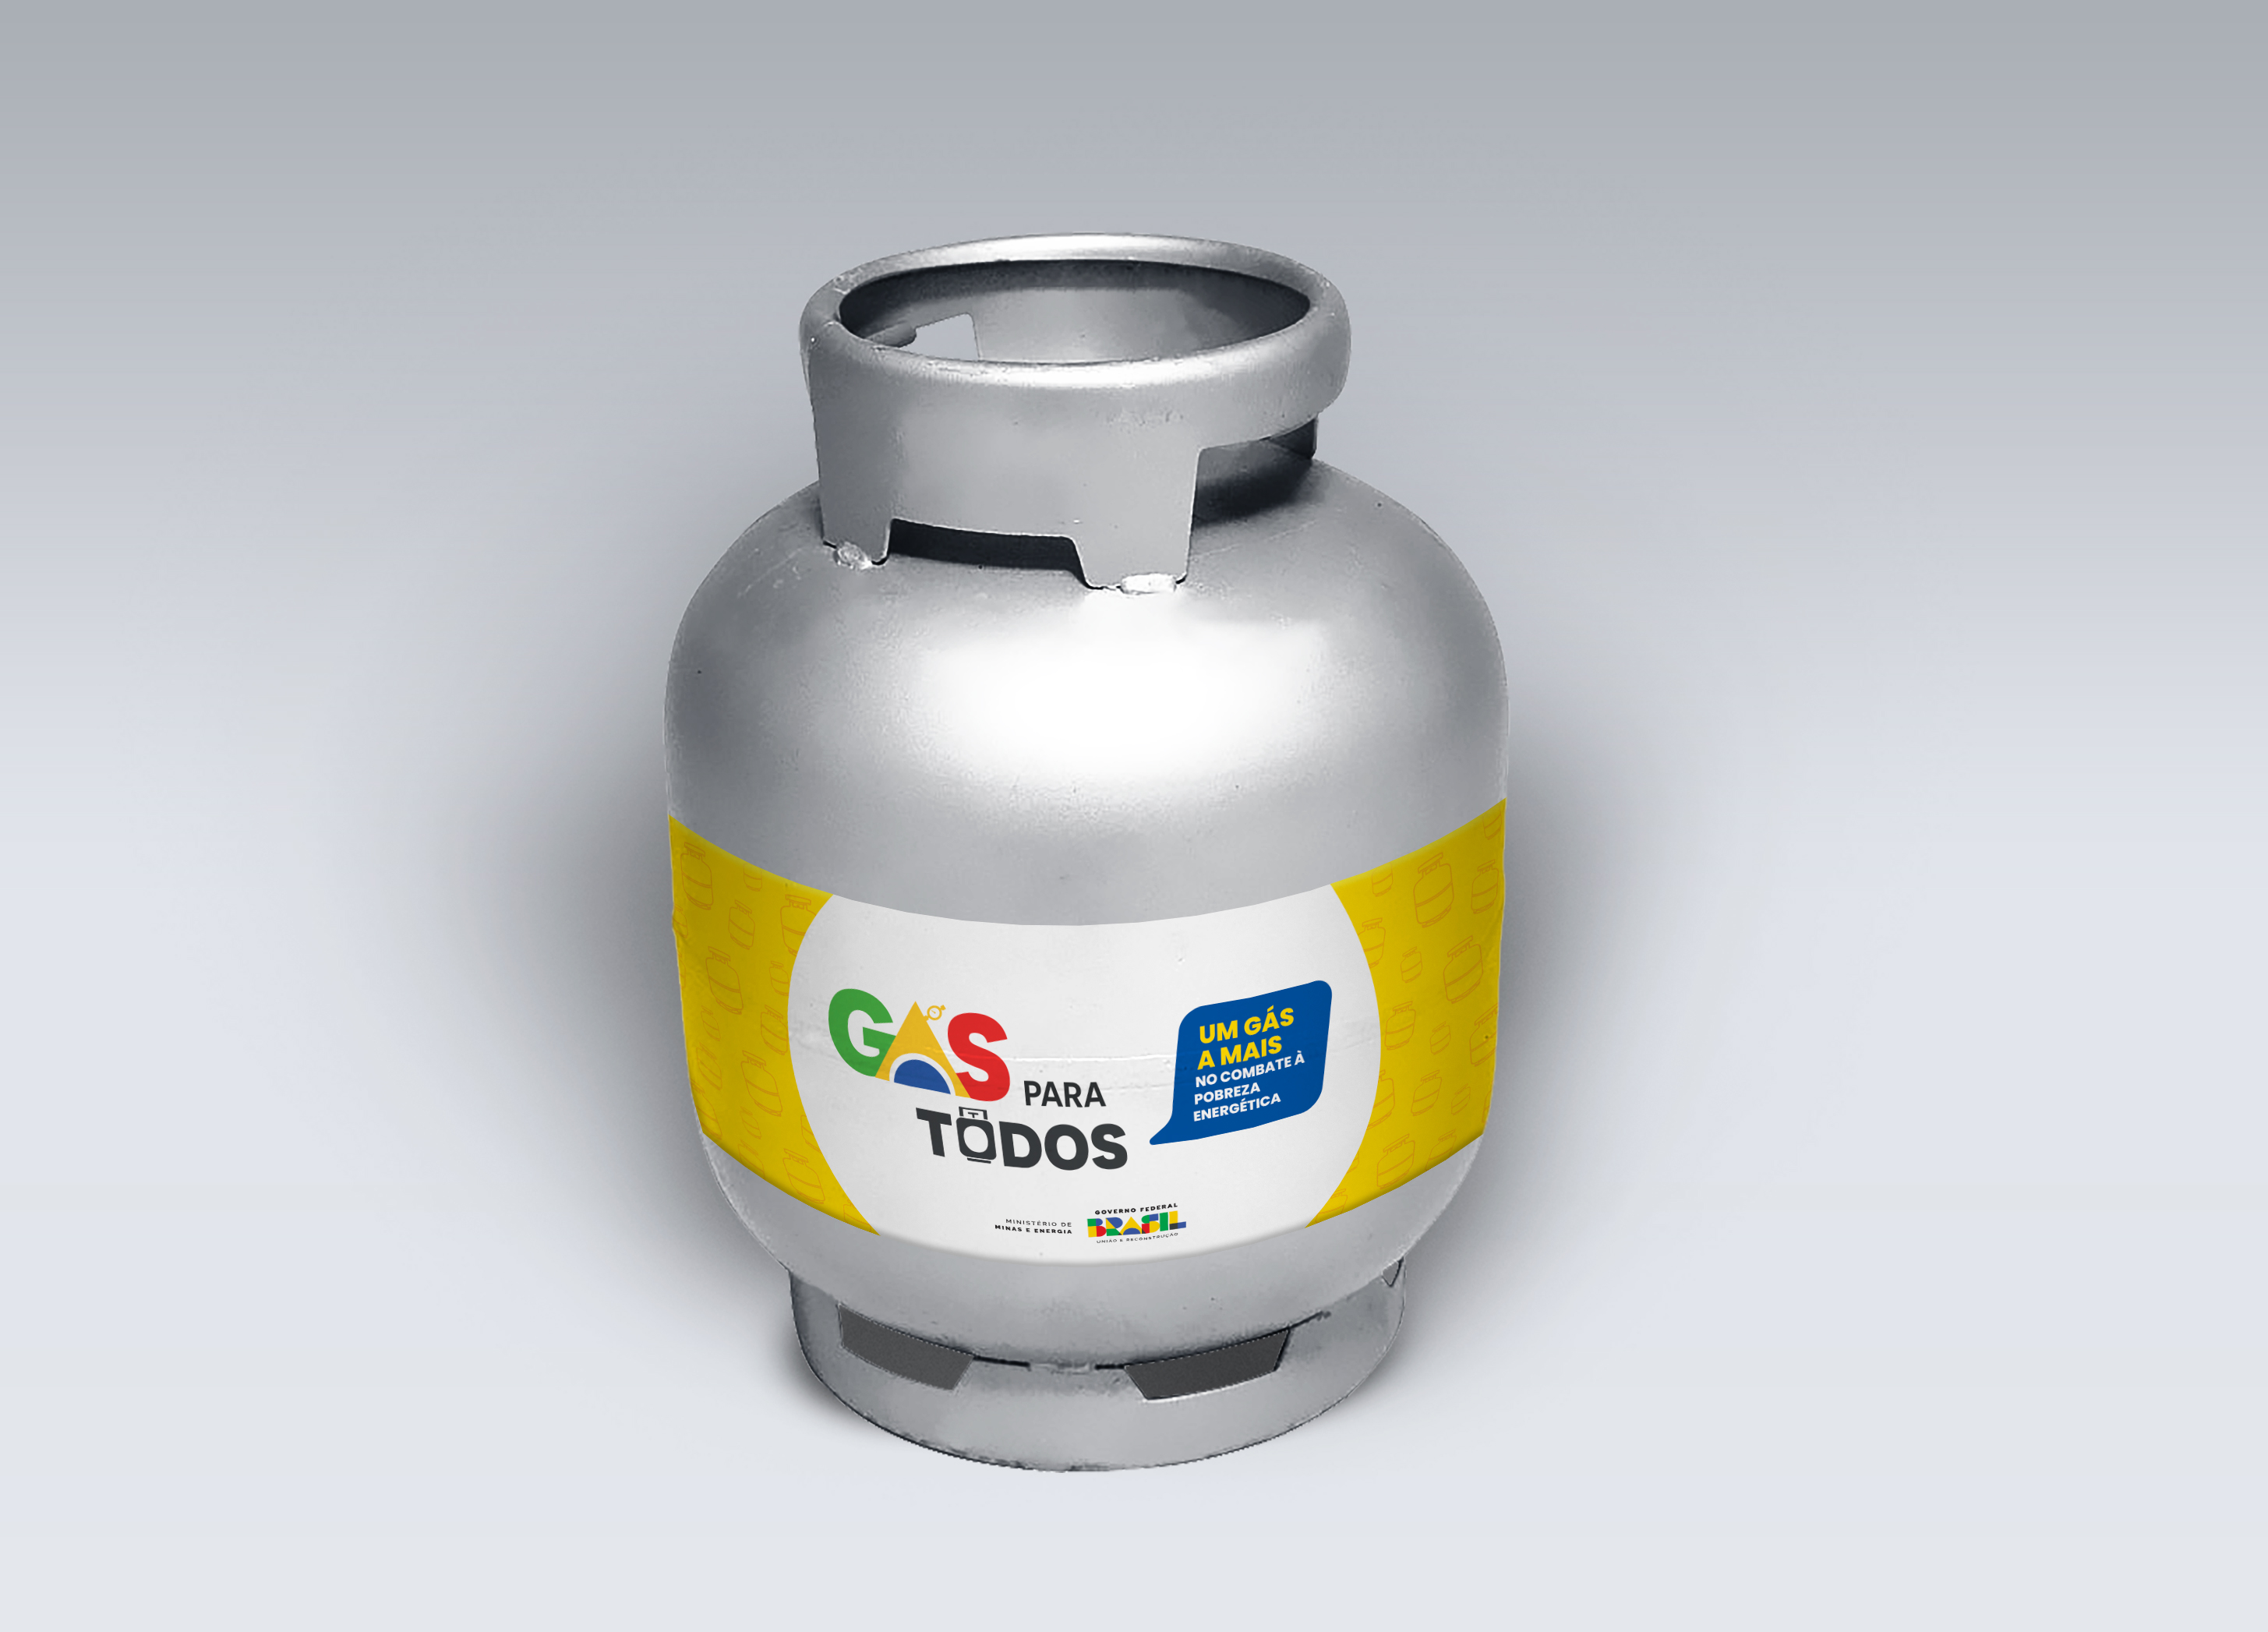 GÁS
PARA
TODOS
UM GÁS
A MAIS
NO COMBATE À
POBREZA
ENERGÉTICA
MINISTÉRIO DE
MINAS E ENERGIA
GOVERNO FEDERAL
BRASIL
UNIÃO E RECONSTRUÇÃO